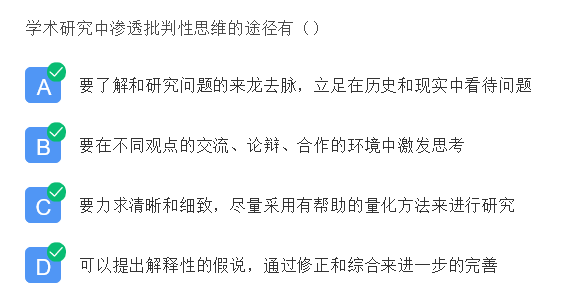 学术研究中渗透批判性思维的途径有（）
A 要了解和研究问题的来龙去脉，立足在历史和现实中看待问题
B 要在不同观点的交流、论辩、合作的环境中激发思考
C 要力求清晰和细致，尽量采用有帮助的量化方法来进行研究
D 可以提出解释性的假说，通过修正和综合来进一步的完善